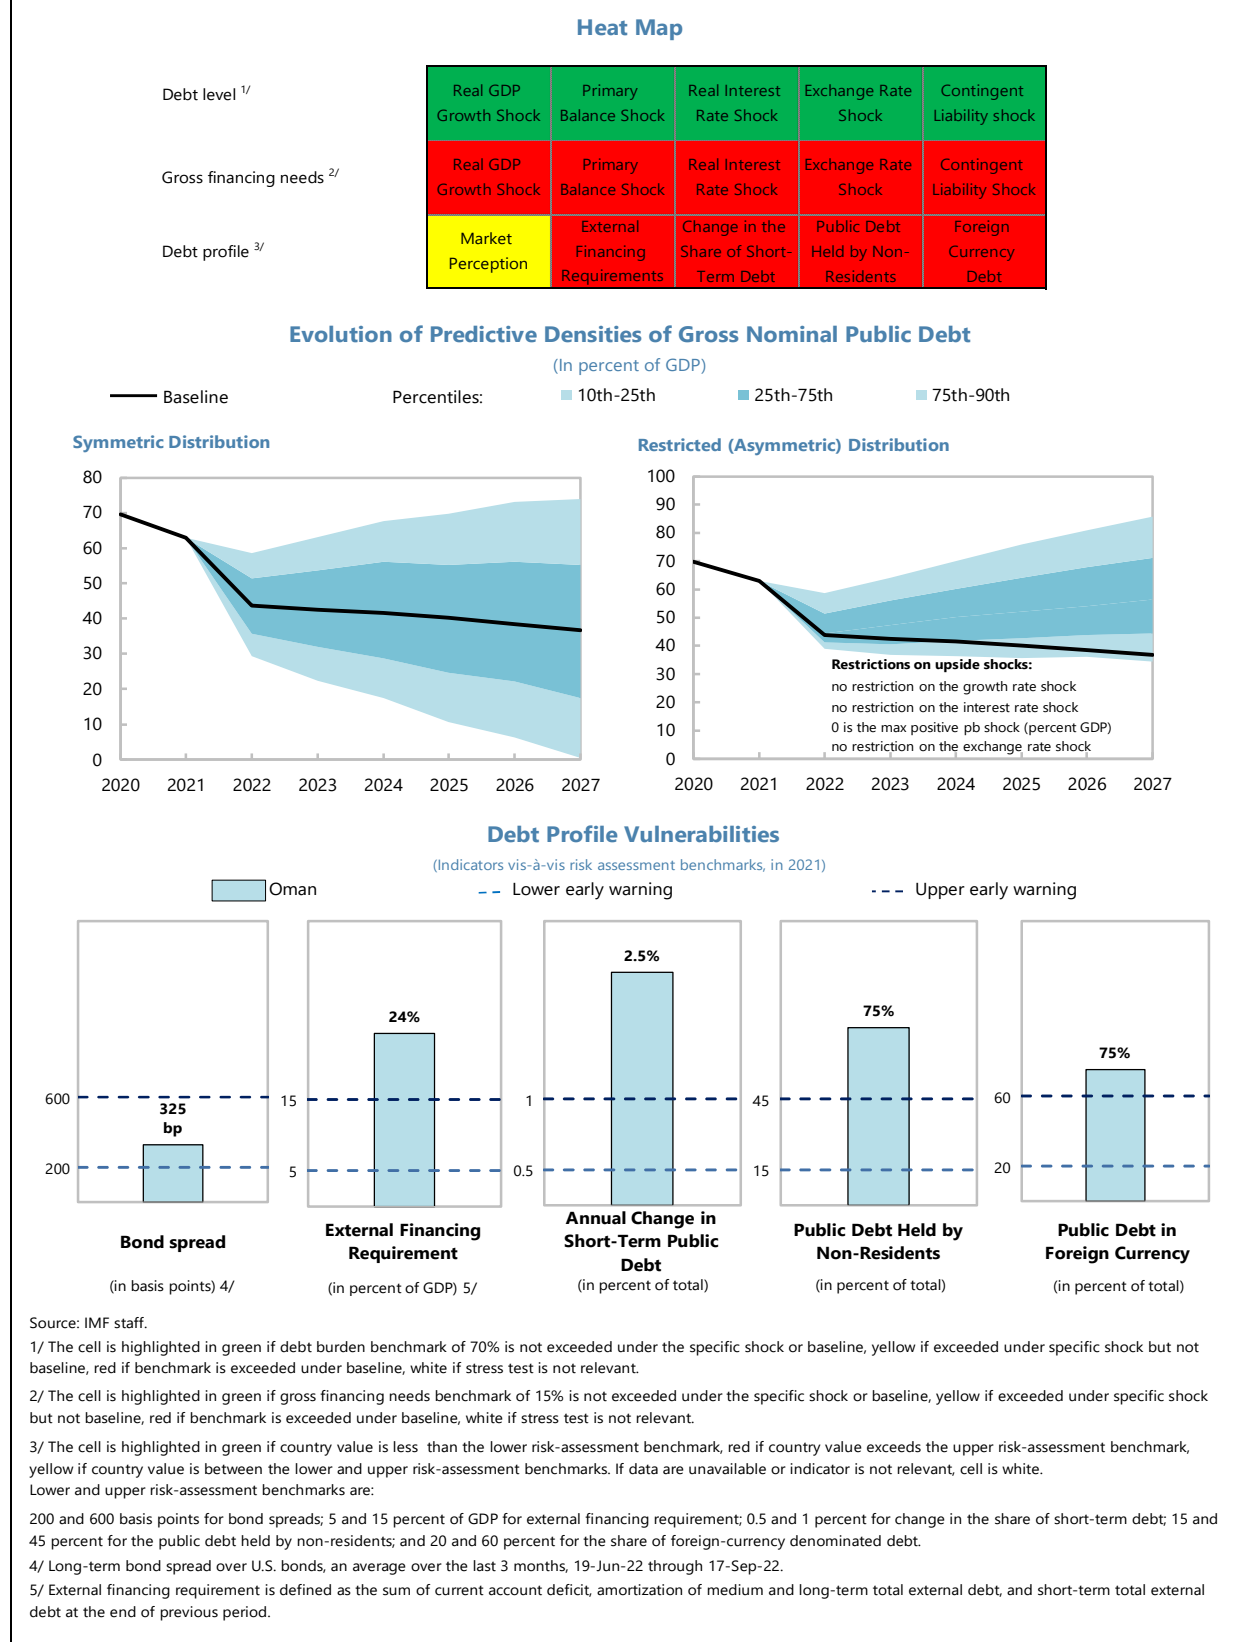 Heat Map
Debt level 1/
Real GDP Growth Shock
Primary Balance Shock
Real Interest Rate Shock
Exchange Rate Shock
Contingent Liability shock
Gross financing needs 2/
Real GDP Growth Shock
Primary Balance Shock
Real Interest Rate Shock
Exchange Rate Shock
Contingent Liability Shock
Debt profile 3/
Market Perception
External Financing Requirements
Change in the Share of Short-Term Debt
Public Debt Held by Non-Residents
Foreign Currency Debt
Evolution of Predictive Densities of Gross Nominal Public Debt
(In percent of GDP)
Baseline
Percentiles:
10th-25th
25th-75th
75th-90th
Symmetric Distribution
80
70
60
50
40
30
20
10
0
2020 2021 2022 2023 2024 2025 2026 2027
Restricted (Asymmetric) Distribution
100
90
80
70
60
50
40
30
20
10
0
Restrictions on upside shocks:
no restriction on the growth rate shock
no restriction on the interest rate shock
0 is the max positive pb shock (percent GDP)
no restriction on the exchange rate shock
2020 2021 2022 2023 2024 2025 2026 2027
Debt Profile Vulnerabilities
(Indicators vis-à-vis risk assessment benchmarks, in 2021)
Oman
Lower early warning
Upper early warning
600
200
325
bp
Bond spread
(in basis points) 4/
15
5
24%
External Financing
Requirement
(in percent of GDP) 5/
1
0.5
2.5%
Annual Change in
Short-Term Public
Debt
(in percent of total)
45
15
75%
Public Debt Held by
Non-Residents
(in percent of total)
60
20
75%
Public Debt in
Foreign Currency
(in percent of total)
Source: IMF staff.
1/ The cell is highlighted in green if debt burden benchmark of 70% is not exceeded under the specific shock or baseline, yellow if exceeded under specific shock but not
baseline, red if benchmark is exceeded under baseline, white if stress test is not relevant.
2/ The cell is highlighted in green if gross financing needs benchmark of 15% is not exceeded under the specific shock or baseline, yellow if exceeded under specific shock
but not baseline, red if benchmark is exceeded under baseline, white if stress test is not relevant.
3/ The cell is highlighted in green if country value is less than the lower risk-assessment benchmark, red if country value exceeds the upper risk-assessment benchmark,
yellow if country value is between the lower and upper risk-assessment benchmarks. If data are unavailable or indicator is not relevant, cell is white.
Lower and upper risk-assessment benchmarks are:
200 and 600 basis points for bond spreads; 5 and 15 percent of GDP for external financing requirement; 0.5 and 1 percent for change in the share of short-term debt; 15 and
45 percent for the public debt held by non-residents; and 20 and 60 percent for the share of foreign-currency denominated debt.
4/ Long-term bond spread over U.S. bonds, an average over the last 3 months, 19-Jun-22 through 17-Sep-22.
5/ External financing requirement is defined as the sum of current account deficit, amortization of medium and long-term total external debt, and short-term total external
debt at the end of previous period.